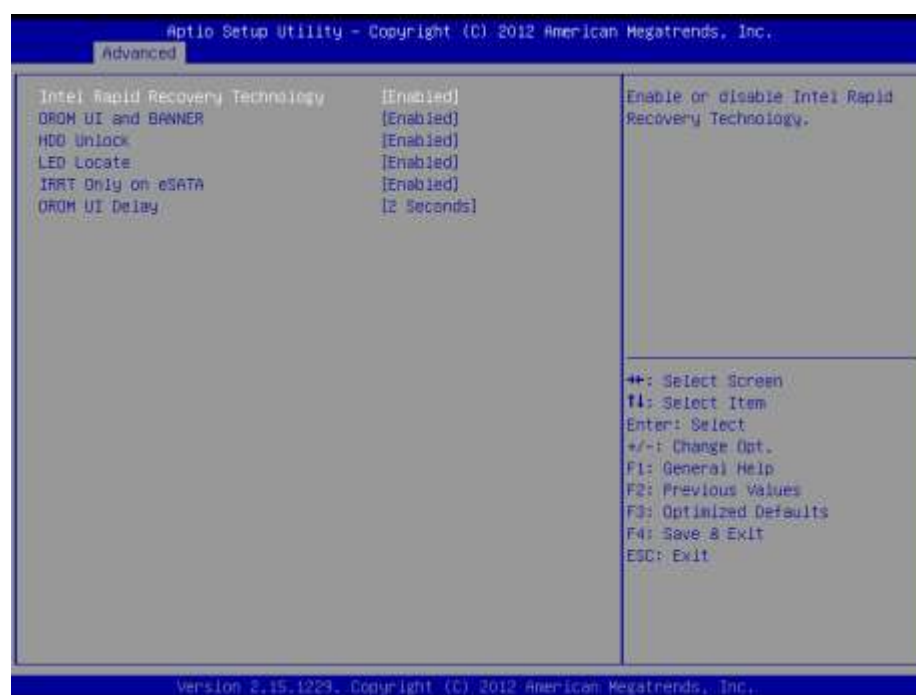 Aptio Setup Utility – Copyright (C) 2012 American Megatrends, Inc.
Advanced
Intel Rapid Recovery Technology [Enabled]
OROM UI and BANNER [Enabled]
HDD Unlock [Enabled]
LED Locate [Enabled]
IRRT Only on eSATA [Enabled]
OROM UI Delay [2 Seconds]
Enable or disable Intel Rapid
Recovery Technology.
→←: Select Screen
↑↓: Select Item
Enter: Select
+/-: Change Opt.
F1: General Help
F2: Previous Values
F3: Optimized Defaults
F4: Save & Exit
ESC: Exit
Version 2.15.1229. Copyright (C) 2012 American Megatrends, Inc.